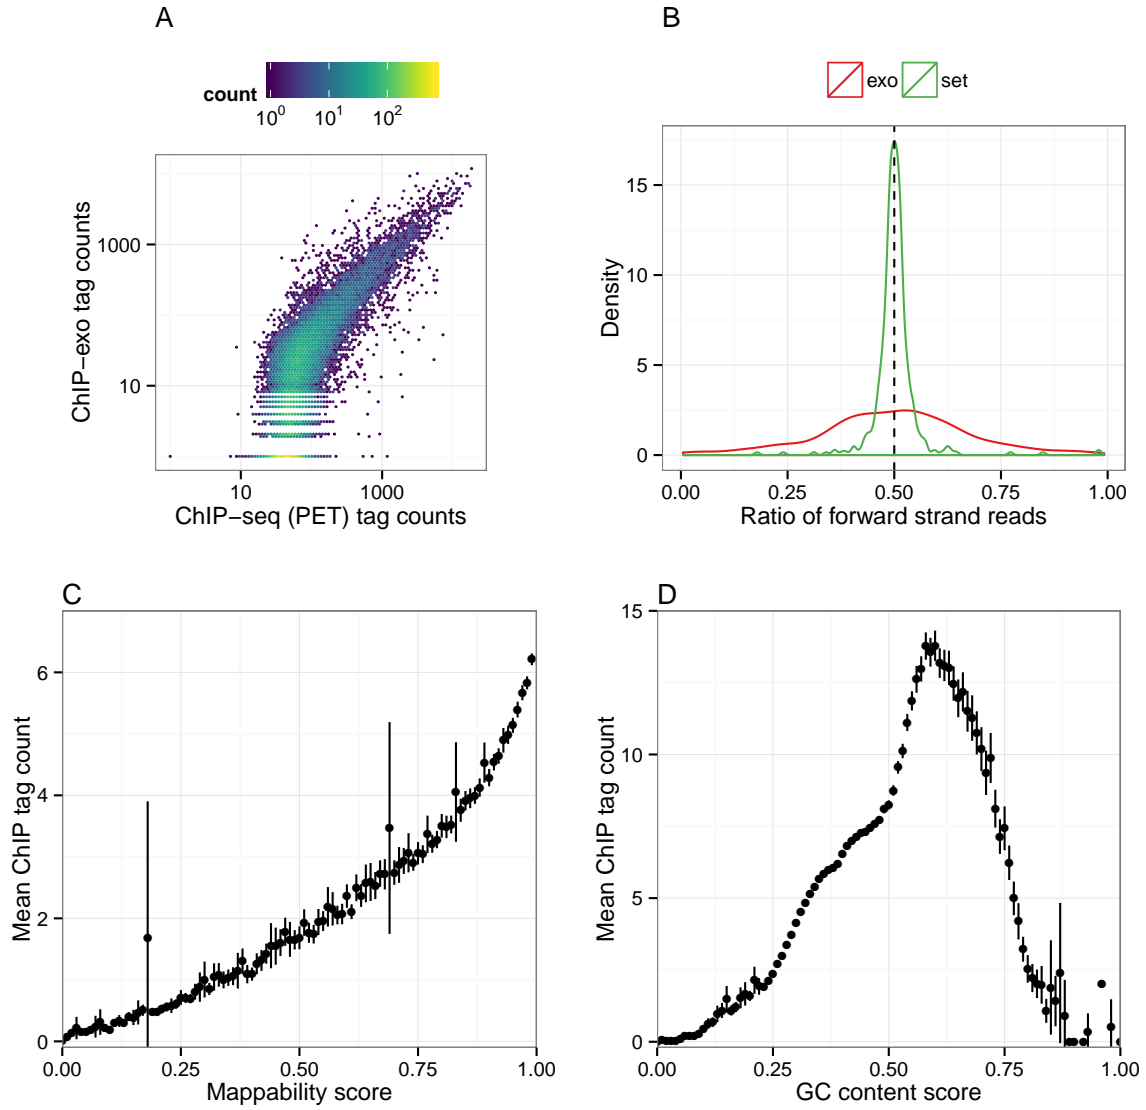 A
count
10^0 10^1 10^2
ChIP−exo tag counts
1000
10
10 1000
ChIP−seq (PET) tag counts
B
exo set
Density
15
10
5
0
0.00 0.25 0.50 0.75 1.00
Ratio of forward strand reads
C
Mean ChIP tag count
6
4
2
0
0.00 0.25 0.50 0.75 1.00
Mappability score
D
Mean ChIP tag count
15
10
5
0
0.00 0.25 0.50 0.75 1.00
GC content score